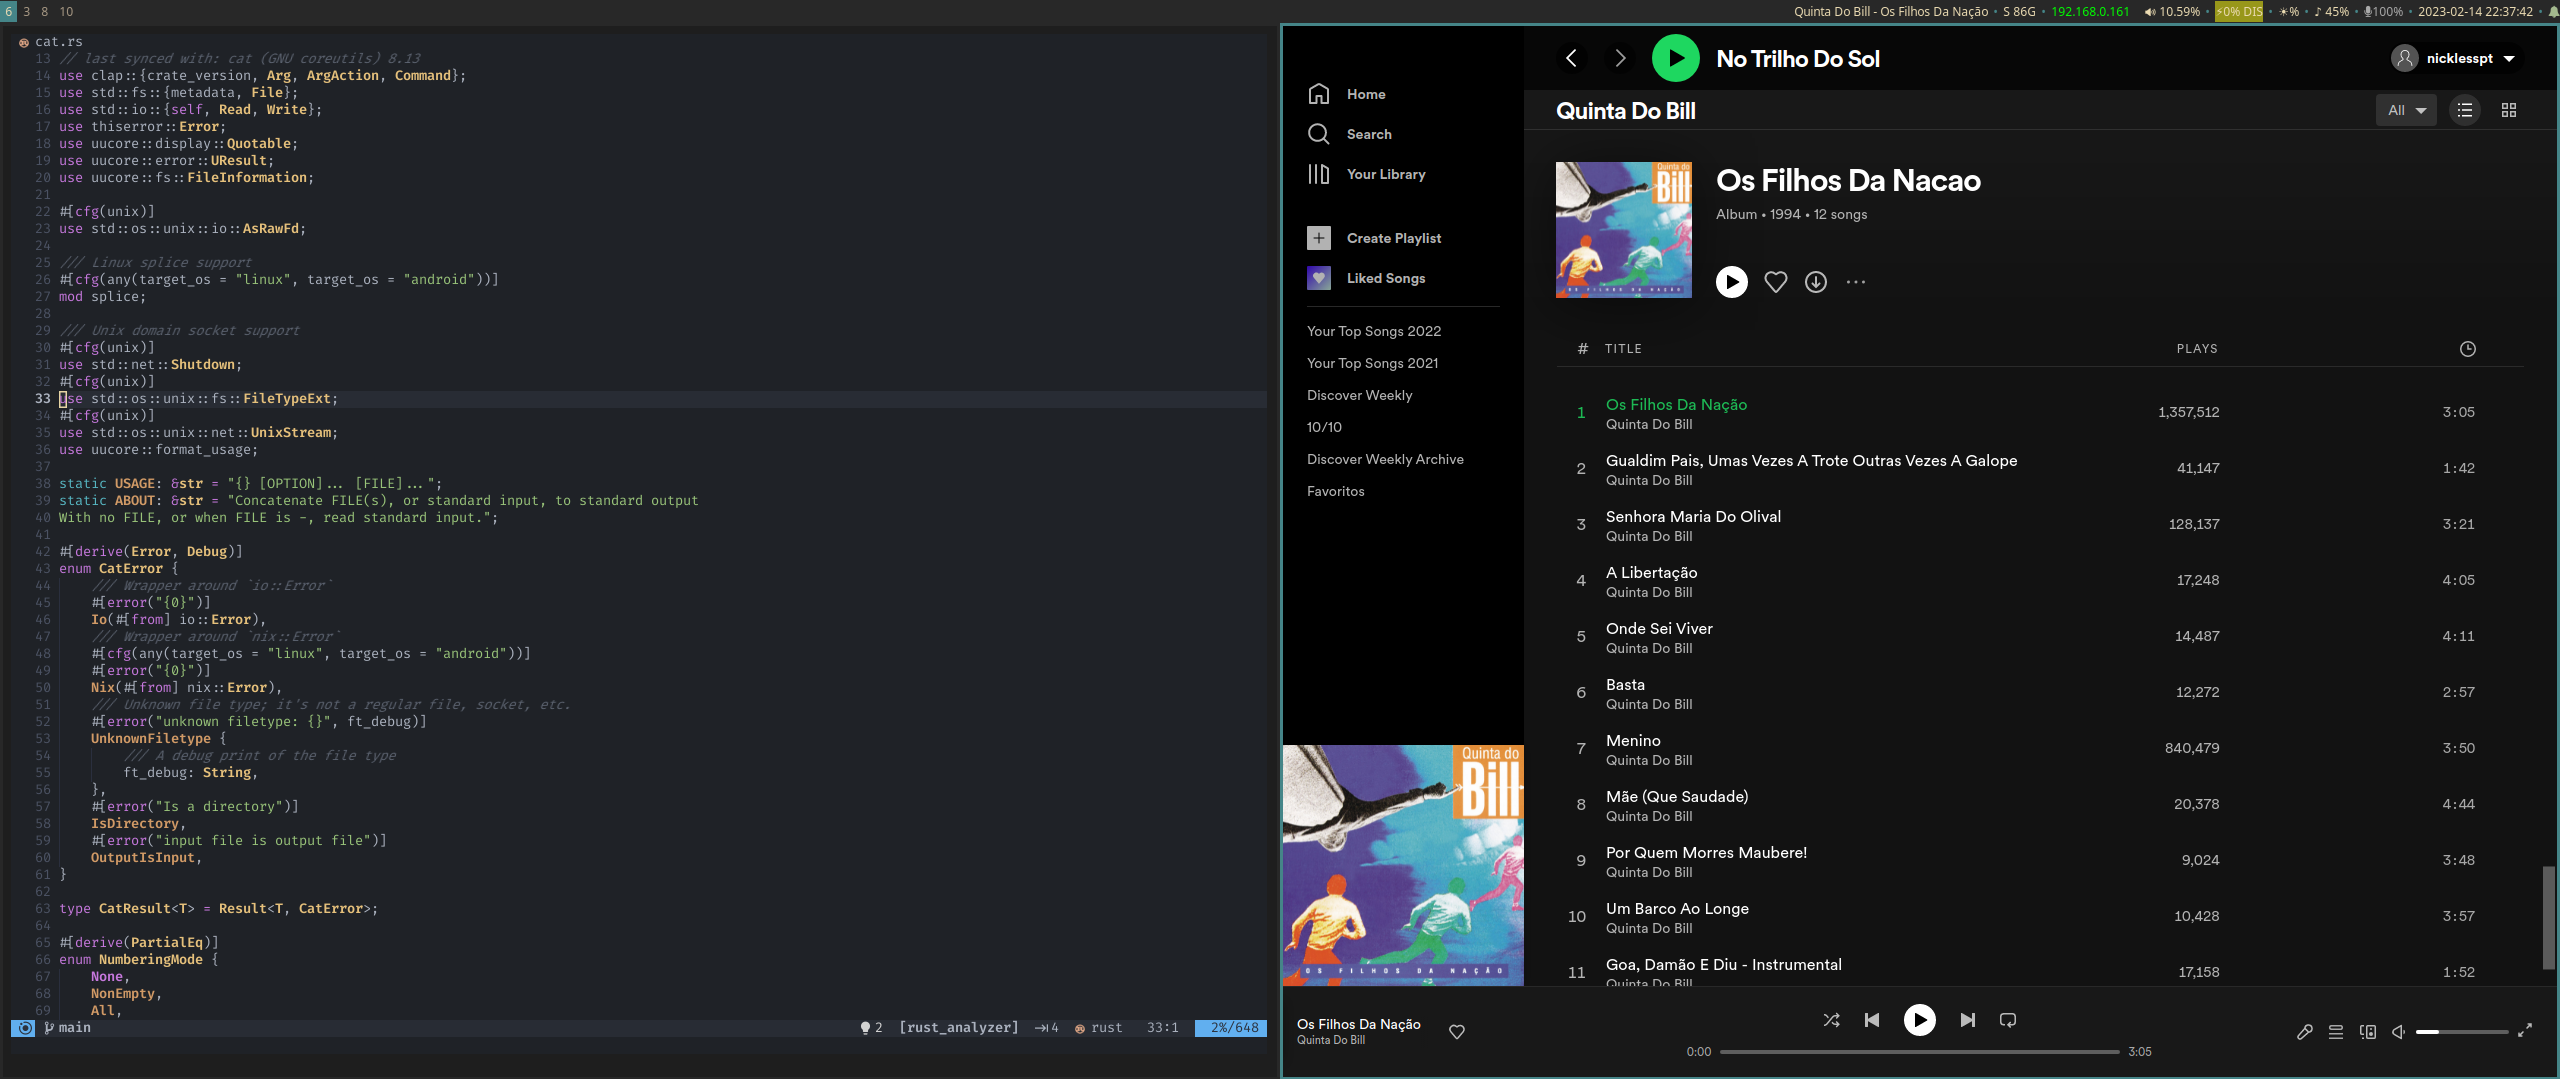 6 3 8 10
Quinta Do Bill - Os Filhos Da Nação • S 86G • 192.168.0.161 10.59% • ⚡0% DIS • ☀% • ♪ 45% • 100% • 2023-02-14 22:37:42 •
cat.rs
13 // last synced with: cat (GNU coreutils) 8.13
14 use clap::{crate_version, Arg, ArgAction, Command};
15 use std::fs::{metadata, File};
16 use std::io::{self, Read, Write};
17 use thiserror::Error;
18 use uucore::display::Quotable;
19 use uucore::error::UResult;
20 use uucore::fs::FileInformation;
21
22 #[cfg(unix)]
23 use std::os::unix::io::AsRawFd;
24
25 /// Linux splice support
26 #[cfg(any(target_os = "linux", target_os = "android"))]
27 mod splice;
28
29 /// Unix domain socket support
30 #[cfg(unix)]
31 use std::net::Shutdown;
32 #[cfg(unix)]
33 use std::os::unix::fs::FileTypeExt;
34 #[cfg(unix)]
35 use std::os::unix::net::UnixStream;
36 use uucore::format_usage;
37
38 static USAGE: &str = "{} [OPTION]... [FILE]...";
39 static ABOUT: &str = "Concatenate FILE(s), or standard input, to standard output
40 With no FILE, or when FILE is -, read standard input.";
41
42 #[derive(Error, Debug)]
43 enum CatError {
44 /// Wrapper around `io::Error`
45 #[error("{0}")]
46 Io(#[from] io::Error),
47 /// Wrapper around `nix::Error`
48 #[cfg(any(target_os = "linux", target_os = "android"))]
49 #[error("{0}")]
50 Nix(#[from] nix::Error),
51 /// Unknown file type; it's not a regular file, socket, etc.
52 #[error("unknown filetype: {}", ft_debug)]
53 UnknownFiletype {
54 /// A debug print of the file type
55 ft_debug: String,
56 },
57 #[error("Is a directory")]
58 IsDirectory,
59 #[error("input file is output file")]
60 OutputIsInput,
61 }
62
63 type CatResult<T> = Result<T, CatError>;
64
65 #[derive(PartialEq)]
66 enum NumberingMode {
67 None,
68 NonEmpty,
69 All,
main 2 [rust_analyzer] 4 rust 33:1 2%/648
Home
Search
Your Library
Create Playlist
Liked Songs
Your Top Songs 2022
Your Top Songs 2021
Discover Weekly
10/10
Discover Weekly Archive
Favoritos
Quinta do
Bill
OS FILHOS DA NAÇÃO
No Trilho Do Sol
nicklesspt
Quinta Do Bill
All
Quinta do
Bill
OS FILHOS DA NAÇÃO
Os Filhos Da Nacao
Album • 1994 • 12 songs
# TITLE PLAYS
1 Os Filhos Da Nação 1,357,512 3:05
Quinta Do Bill
2 Gualdim Pais, Umas Vezes A Trote Outras Vezes A Galope 41,147 1:42
Quinta Do Bill
3 Senhora Maria Do Olival 128,137 3:21
Quinta Do Bill
4 A Libertação 17,248 4:05
Quinta Do Bill
5 Onde Sei Viver 14,487 4:11
Quinta Do Bill
6 Basta 12,272 2:57
Quinta Do Bill
7 Menino 840,479 3:50
Quinta Do Bill
8 Mãe (Que Saudade) 20,378 4:44
Quinta Do Bill
9 Por Quem Morres Maubere! 9,024 3:48
Quinta Do Bill
10 Um Barco Ao Longe 10,428 3:57
Quinta Do Bill
11 Goa, Damão E Diu - Instrumental 17,158 1:52
Quinta Do Bill
Os Filhos Da Nação
Quinta Do Bill
0:00 3:05